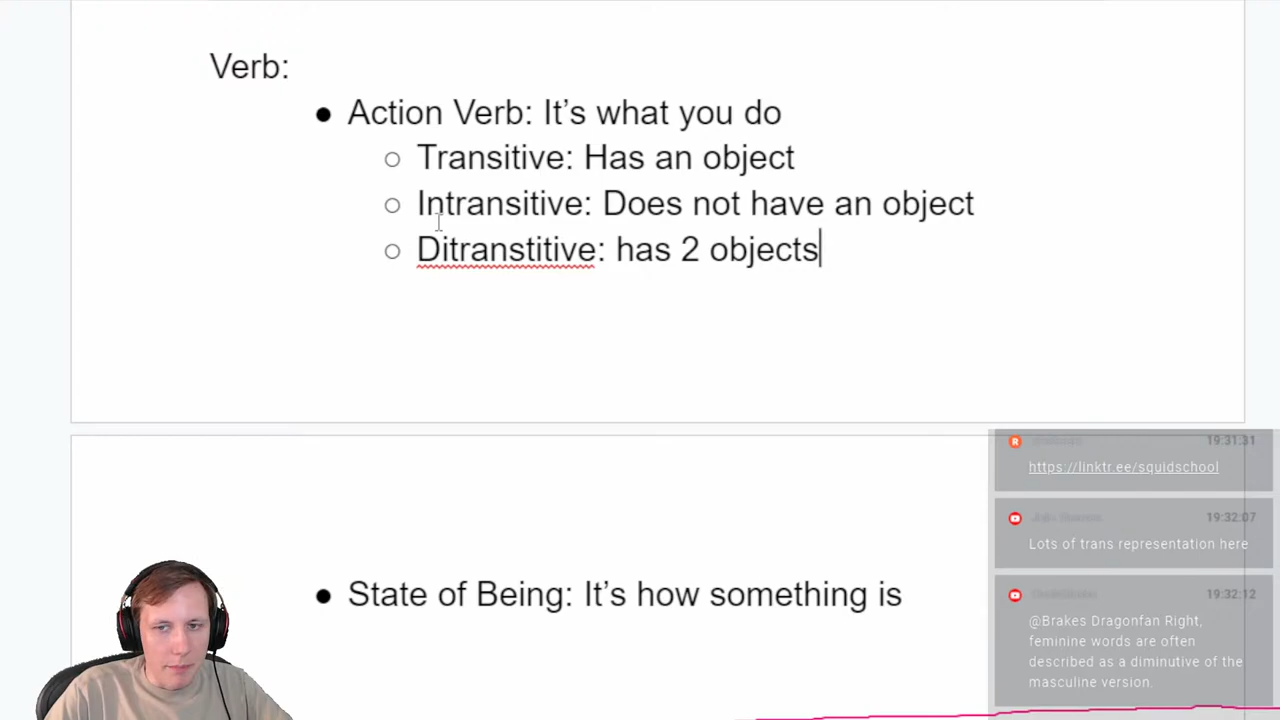 Verb:
● Action Verb: It’s what you do
○ Transitive: Has an object
○ Intransitive: Does not have an object
○ Ditranstitive: has 2 objects
● State of Being: It’s how something is
19:31:31
https://linktr.ee/squidschool
19:32:07
Lots of trans representation here
19:32:12
@Brakes Dragonfan Right,
feminine words are often
described as a diminutive of the
masculine version.